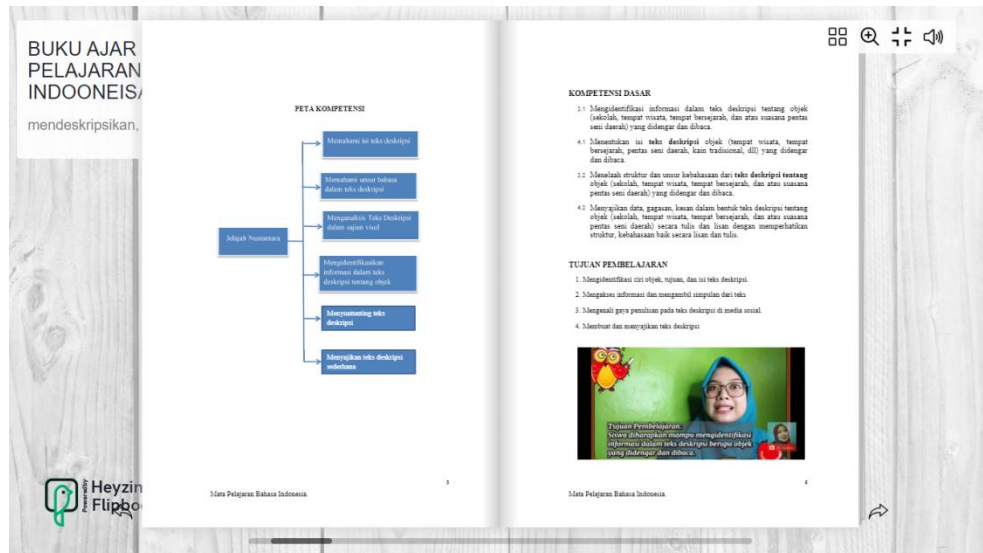 BUKU AJAR
PELAJARAN
INDOONEIS
mendeskripsikan,
PETA KOMPETENSI
Jelajah Nusantara
Memahami isi teks deskripsi
Memahami unsur bahasa
dalam teks deskripsi
Menganalisis Teks Deskripsi
dalam sajian visul
Mengidentifikasikan
informasi dalam teks
deskripsi tentang objek
Menyuntinting teks
deskripsi
Menyajikan teks deskripsi
sederhana
3
Mata Pelajaran Bahasa Indonesia
KOMPETENSI DASAR
3.1 Mengidentifikasi informasi dalam teks deskripsi tentang objek
(sekolah, tempat wisata, tempat bersejarah, dan atau suasana pentas
seni daerah) yang didengar dan dibaca.
4.1 Menentukan isi teks deskripsi objek (tempat wisata, tempat
bersejarah, pentas seni daerah, kain tradisional, dll) yang didengar
dan dibaca.
3.2 Menelaah struktur dan unsur kebahasaan dari teks deskripsi tentang
objek (sekolah, tempat wisata, tempat bersejarah, dan atau suasana
pentas seni daerah) yang didengar dan dibaca.
4.2 Menyajikan data, gagasan, kesan dalam bentuk teks deskripsi tentang
objek (sekolah, tempat wisata, tempat bersejarah, dan atau suasana
pentas seni daerah) secara tulis dan lisan dengan memperhatikan
struktur, kebahasaan baik secara lisan dan tulis.
TUJUAN PEMBELAJARAN
1. Mengidentifikasi ciri objek, tujuan, dan isi teks deskripsi.
2. Mengakses informasi dan mengambil simpulan dari teks
3. Mengenali gaya penulisan pada teks deskripsi di media sosial.
4. Membuat dan menyajikan teks deskripsi
Tujuan Pembelajaran:
Siswa diharapkan mampu mengidentifikasi
informasi dalam teks deskripsi berupa objek
yang didengar dan dibaca.
Mata Pelajaran Bahasa Indonesia
Powered by
Heyzin
Flipbo